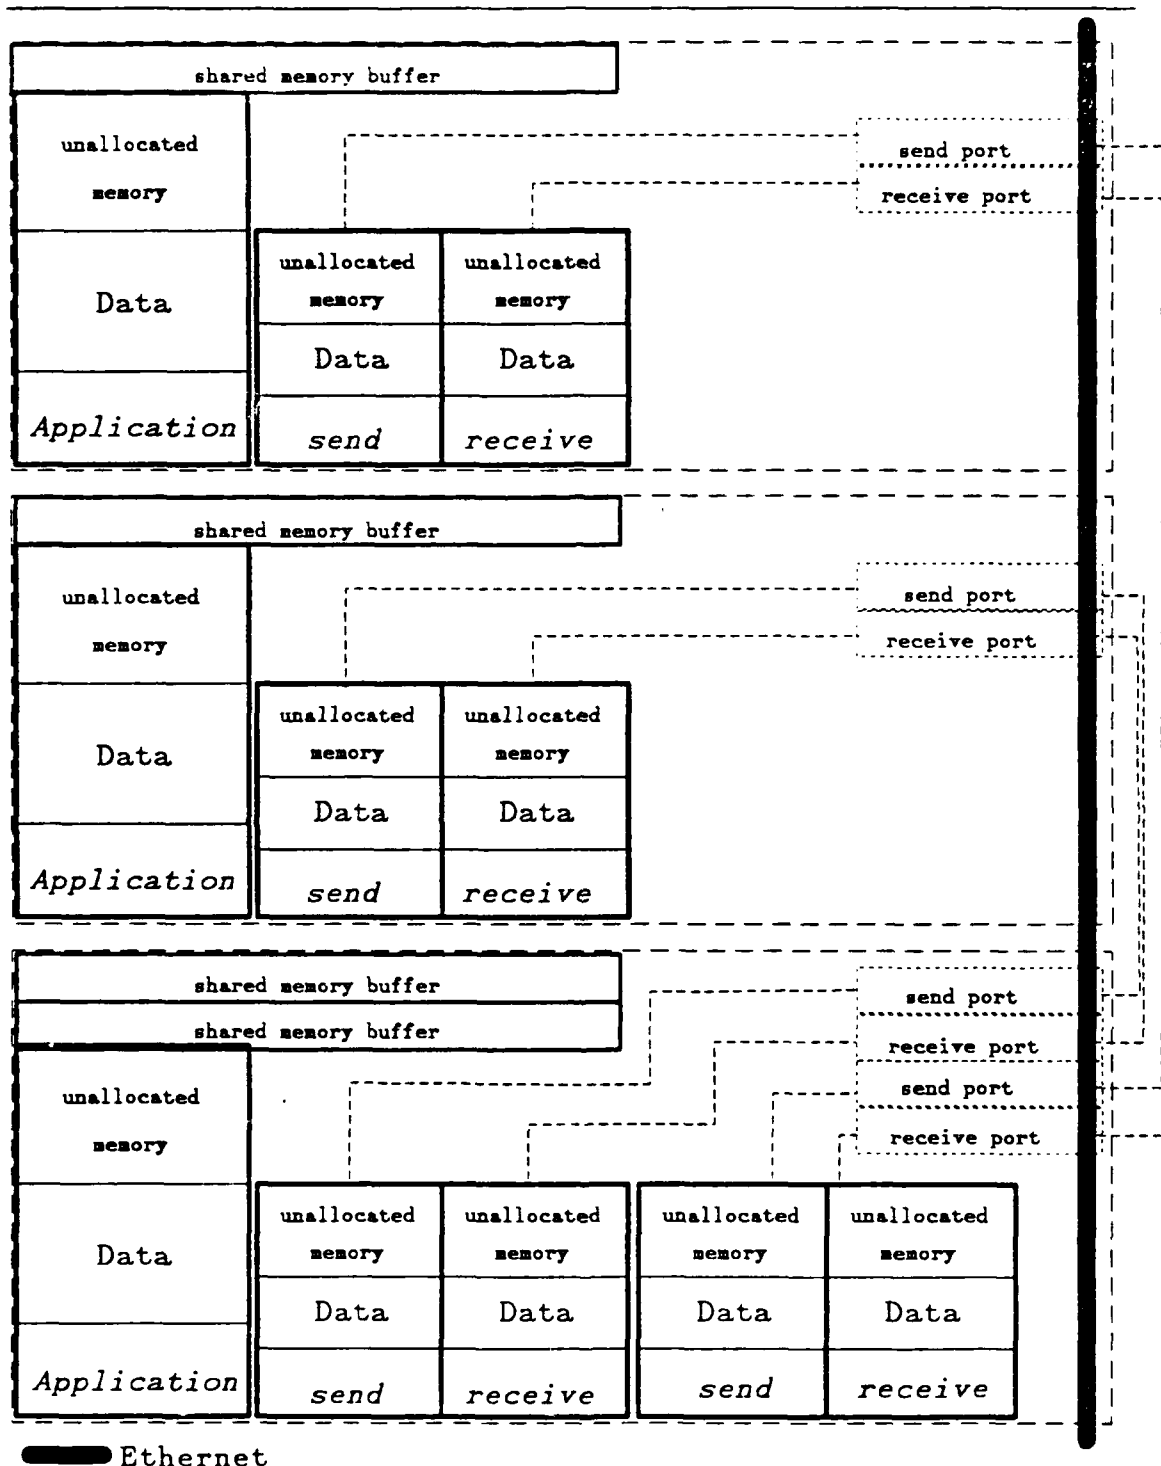 shared memory buffer
unallocated
memory
send port
receive port
Data
unallocated
memory
unallocated
memory
Data
Data
Application
send
receive
shared memory buffer
unallocated
memory
send port
receive port
Data
unallocated
memory
unallocated
memory
Data
Data
Application
send
receive
shared memory buffer
shared memory buffer
send port
receive port
send port
receive port
unallocated
memory
Data
unallocated
memory
unallocated
memory
unallocated
memory
unallocated
memory
Data
Data
Data
Data
Application
send
receive
send
receive
Ethernet